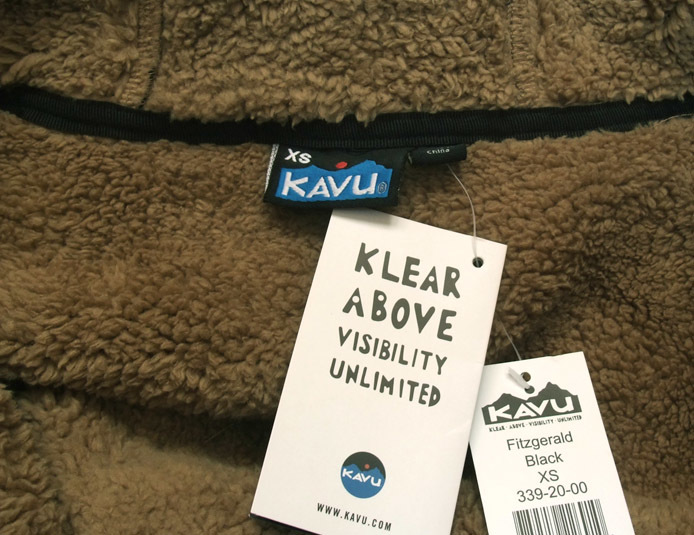 XS
KAVU®
China
KLEAR
ABOVE
VISIBILITY
UNLIMITED
KAVU
WWW.KAVU.COM
KAVU
KLEAR · ABOVE · VISIBILITY · UNLIMITED
Fitzgerald
Black
XS
339-20-00